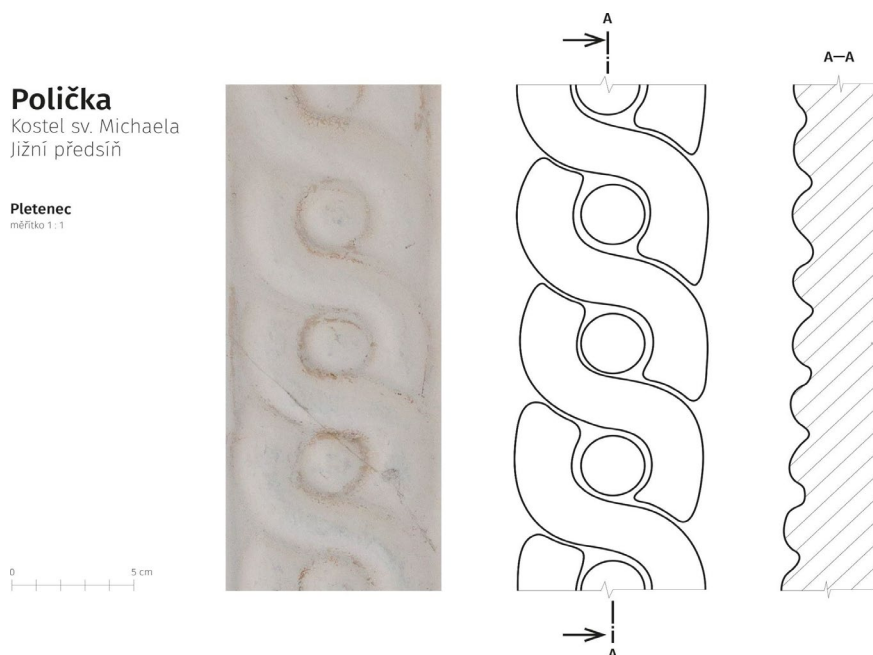 Polička
Kostel sv. Michaela
Jižní předsíň
Pletenec
měřítko 1 : 1
0 5 cm
A
A—A
A